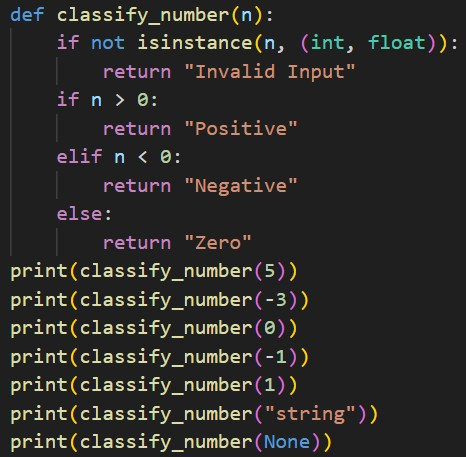 def classify_number(n):
    if not isinstance(n, (int, float)):
        return "Invalid Input"
    if n > 0:
        return "Positive"
    elif n < 0:
        return "Negative"
    else:
        return "Zero"
print(classify_number(5))
print(classify_number(-3))
print(classify_number(0))
print(classify_number(-1))
print(classify_number(1))
print(classify_number("string"))
print(classify_number(None))